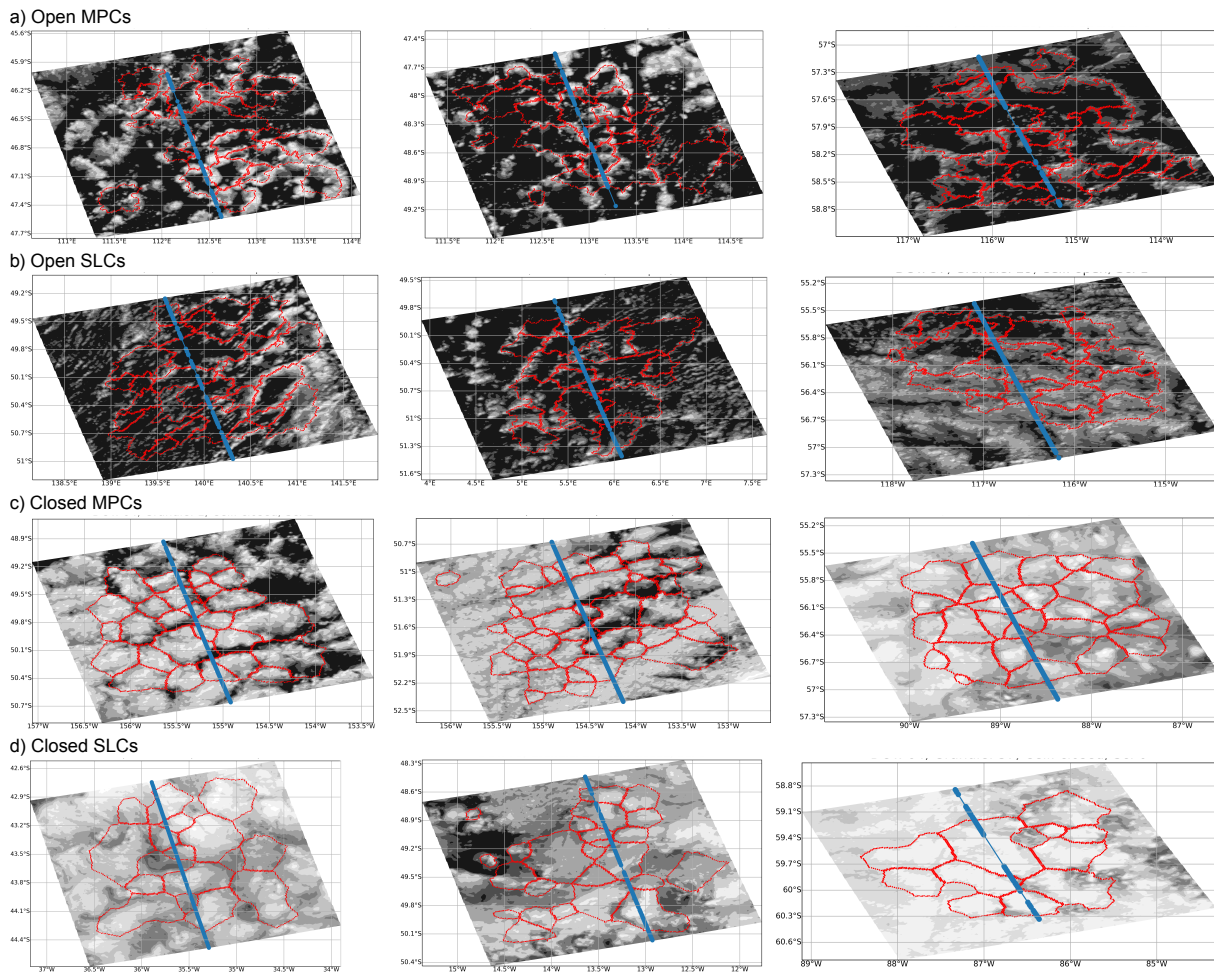 a) Open MPCs
45.6°S
45.9°S
46.2°S
46.5°S
46.8°S
47.1°S
47.4°S
47.7°S
111°E 111.5°E 112°E 112.5°E 113°E 113.5°E 114°E
47.4°S
47.7°S
48°S
48.3°S
48.6°S
48.9°S
49.2°S
111.5°E 112°E 112.5°E 113°E 113.5°E 114°E 114.5°E
57°S
57.3°S
57.6°S
57.9°S
58.2°S
58.5°S
58.8°S
117°W 116°W 115°W 114°W
b) Open SLCs
49.2°S
49.5°S
49.8°S
50.1°S
50.4°S
50.7°S
51°S
138.5°E 139°E 139.5°E 140°E 140.5°E 141°E 141.5°E
49.5°S
49.8°S
50.1°S
50.4°S
50.7°S
51°S
51.3°S
51.6°S
4°E 4.5°E 5°E 5.5°E 6°E 6.5°E 7°E 7.5°E
55.2°S
55.5°S
55.8°S
56.1°S
56.4°S
56.7°S
57°S
57.3°S
118°W 117°W 116°W 115°W
c) Closed MPCs
48.9°S
49.2°S
49.5°S
49.8°S
50.1°S
50.4°S
50.7°S
157°W 156.5°W 156°W 155.5°W 155°W 154.5°W 154°W 153.5°W
50.7°S
51°S
51.3°S
51.6°S
51.9°S
52.2°S
52.5°S
156°W 155.5°W 155°W 154.5°W 154°W 153.5°W 153°W
55.2°S
55.5°S
55.8°S
56.1°S
56.4°S
56.7°S
57°S
57.3°S
90°W 89°W 88°W 87°W
d) Closed SLCs
42.6°S
42.9°S
43.2°S
43.5°S
43.8°S
44.1°S
44.4°S
37°W 36.5°W 36°W 35.5°W 35°W 34.5°W 34°W
48.3°S
48.6°S
48.9°S
49.2°S
49.5°S
49.8°S
50.1°S
50.4°S
15°W 14.5°W 14°W 13.5°W 13°W 12.5°W 12°W
58.8°S
59.1°S
59.4°S
59.7°S
60°S
60.3°S
60.6°S
89°W 88°W 87°W 86°W 85°W